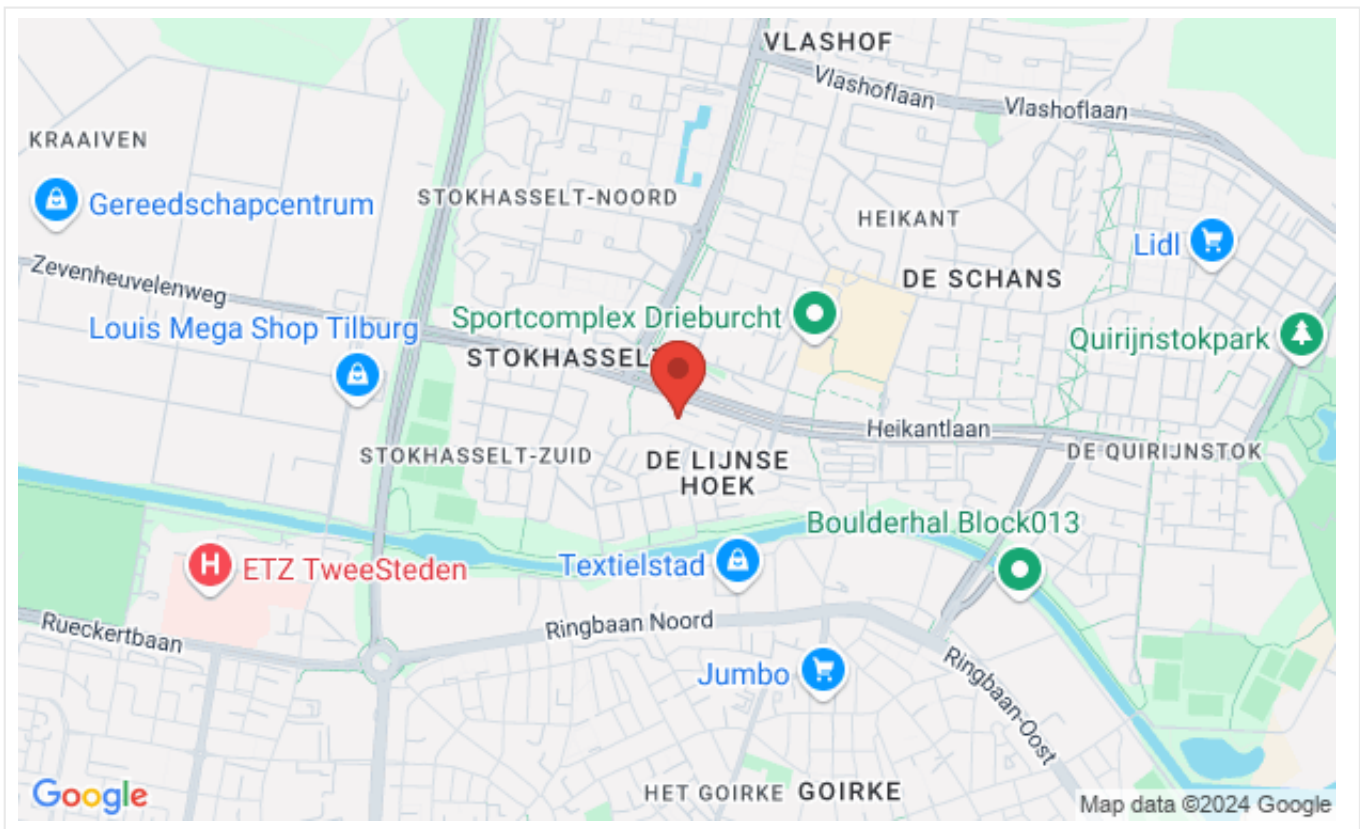 VLASHOF
Vlashoflaan
Vlashoflaan
KRAAIVEN
Gereedschapcentrum
STOKHASSELT-NOORD
HEIKANT
Lidl
Zevenheuvelenweg
DE SCHANS
Louis Mega Shop Tilburg
Sportcomplex Drieburcht
Quirijnstokpark
STOKHASSEL
Heikantlaan
STOKHASSELT-ZUID
DE LIJNSE
HOEK
DE QUIRIJNSTOK
Boulderhal Block013
H
ETZ TweeSteden
Textielstad
Rueckertbaan
Ringbaan Noord
Jumbo
Ringbaan-Oost
HET GOIRKE
GOIRKE
Google
Map data ©2024 Google